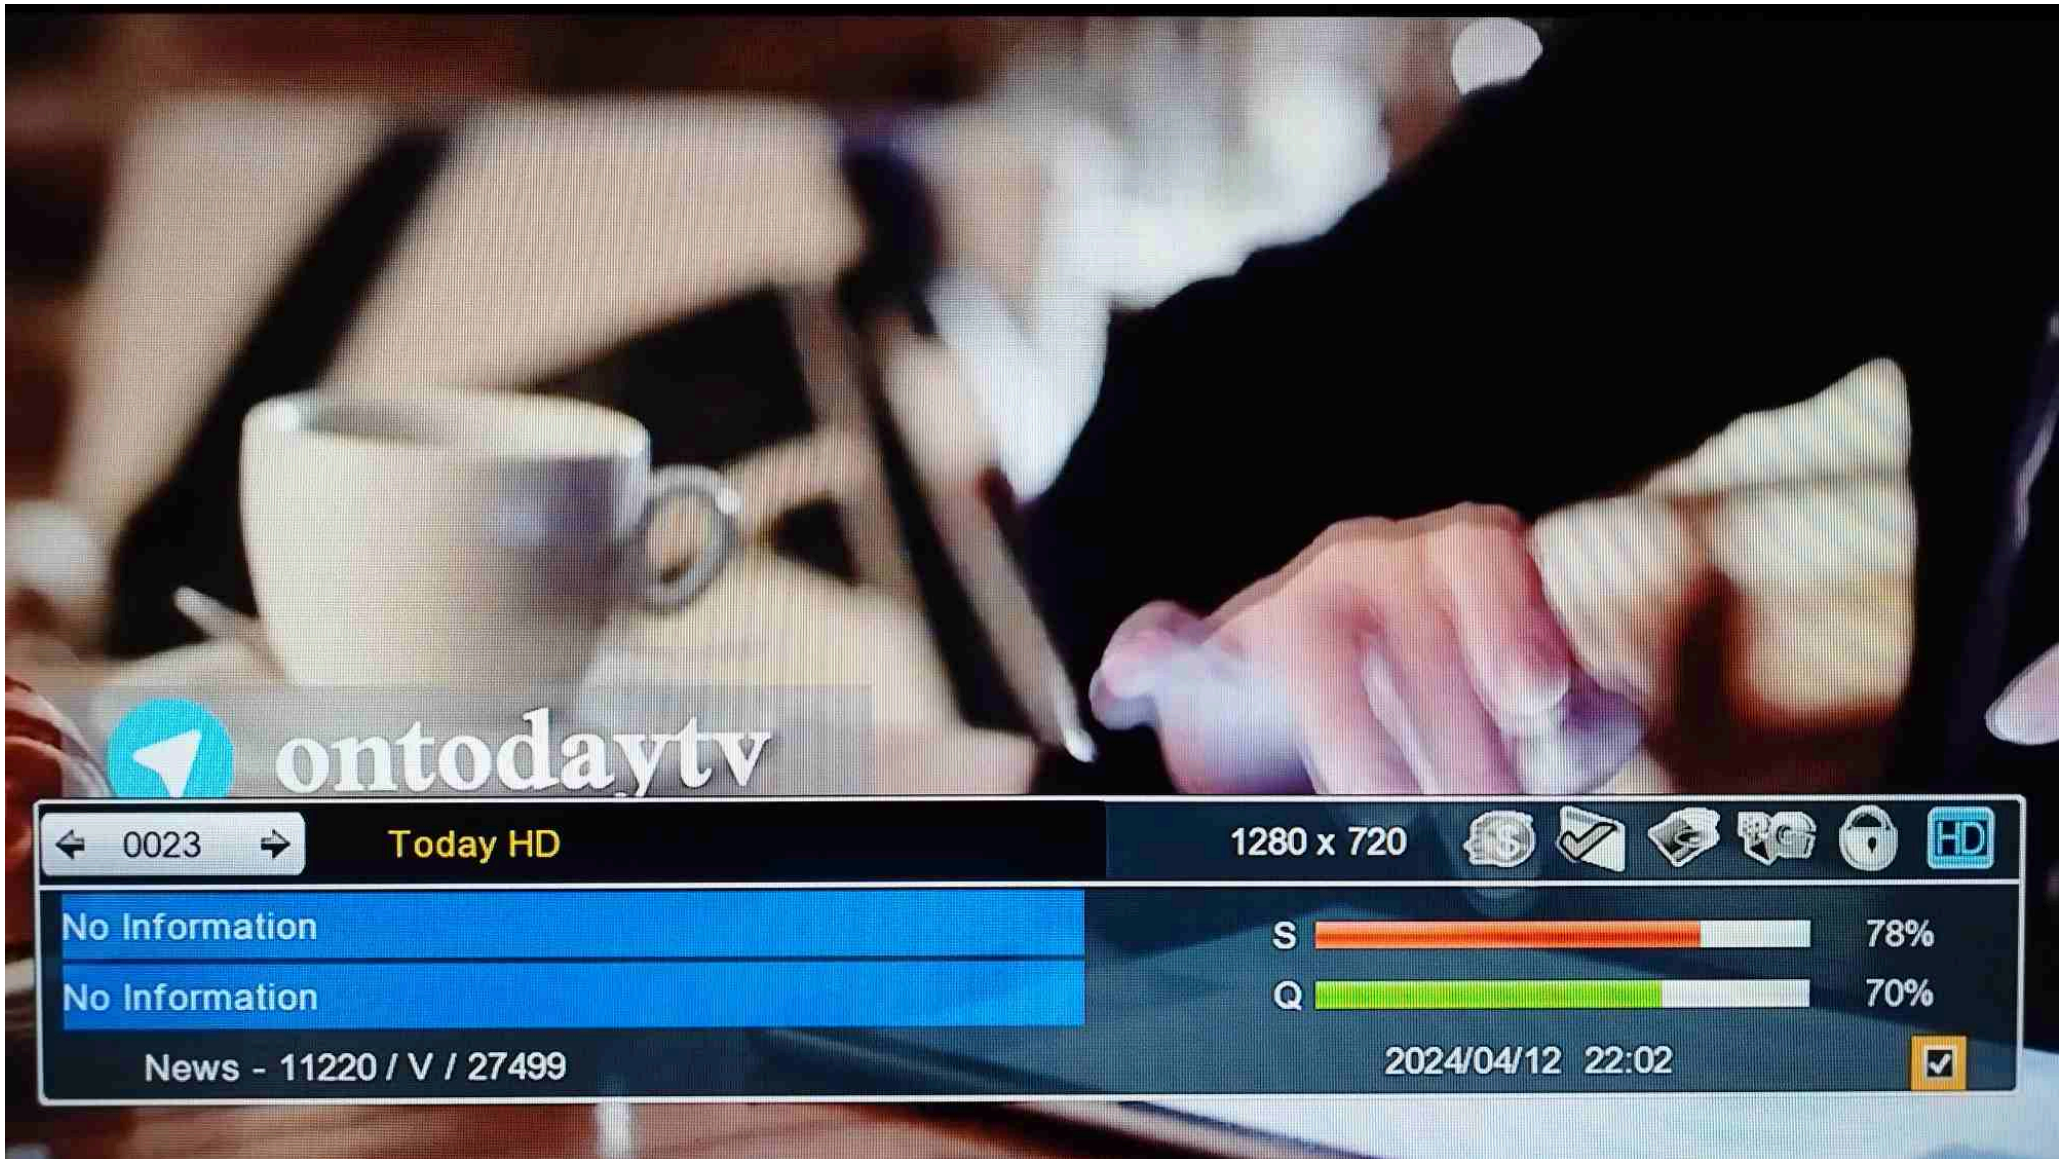 ontodaytv
0023 Today HD 1280 x 720 HD
No Information S 78%
No Information Q 70%
News - 11220 / V / 27499 2024/04/12 22:02